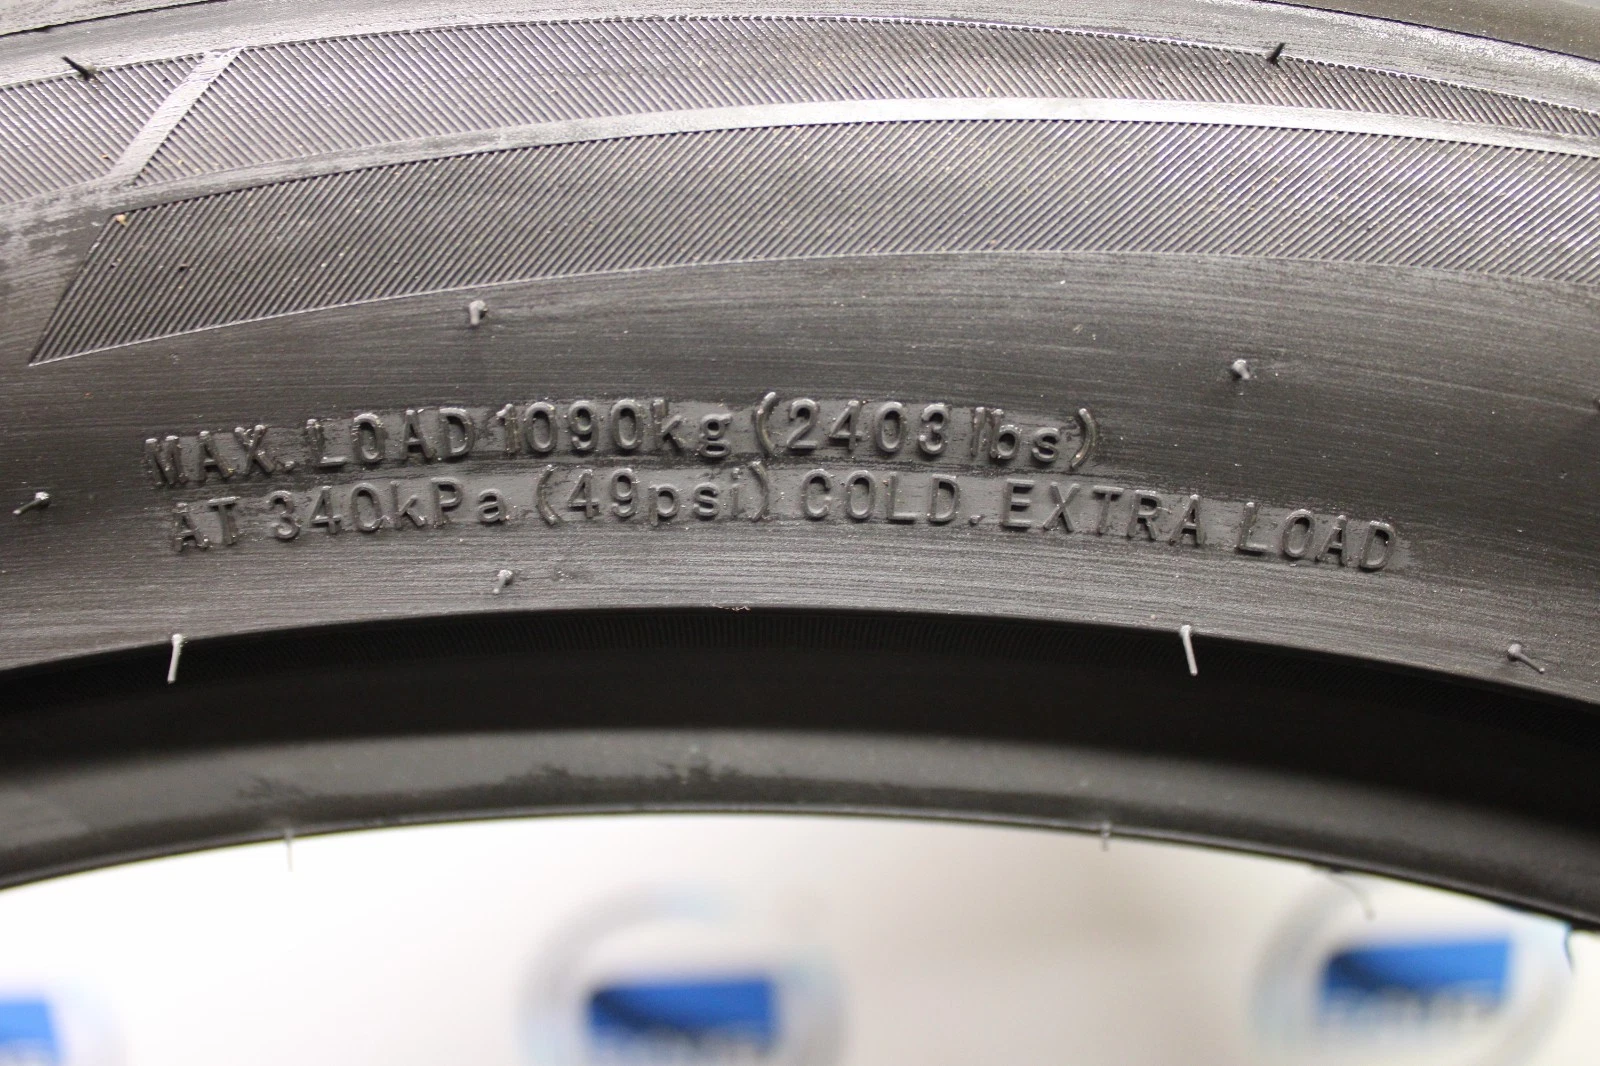 MAX. LOAD 1090kg (2403 lbs)
AT 340kPa (49psi) COLD. EXTRA LOAD